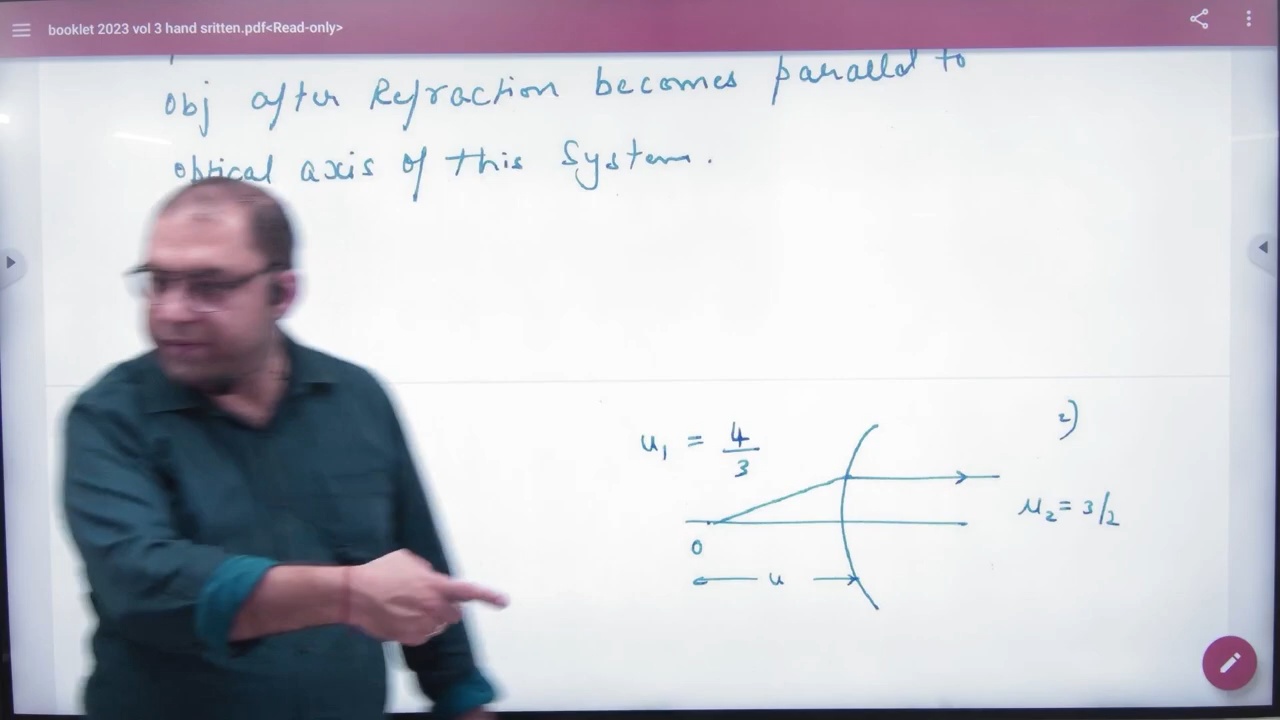 booklet 2023 vol 3 hand sritten.pdf<Read-only>
obj after Refraction becomes parallel to
optical axis of this System.
2)
u₁ = 4/3
μ₂ = 3/2
O
u